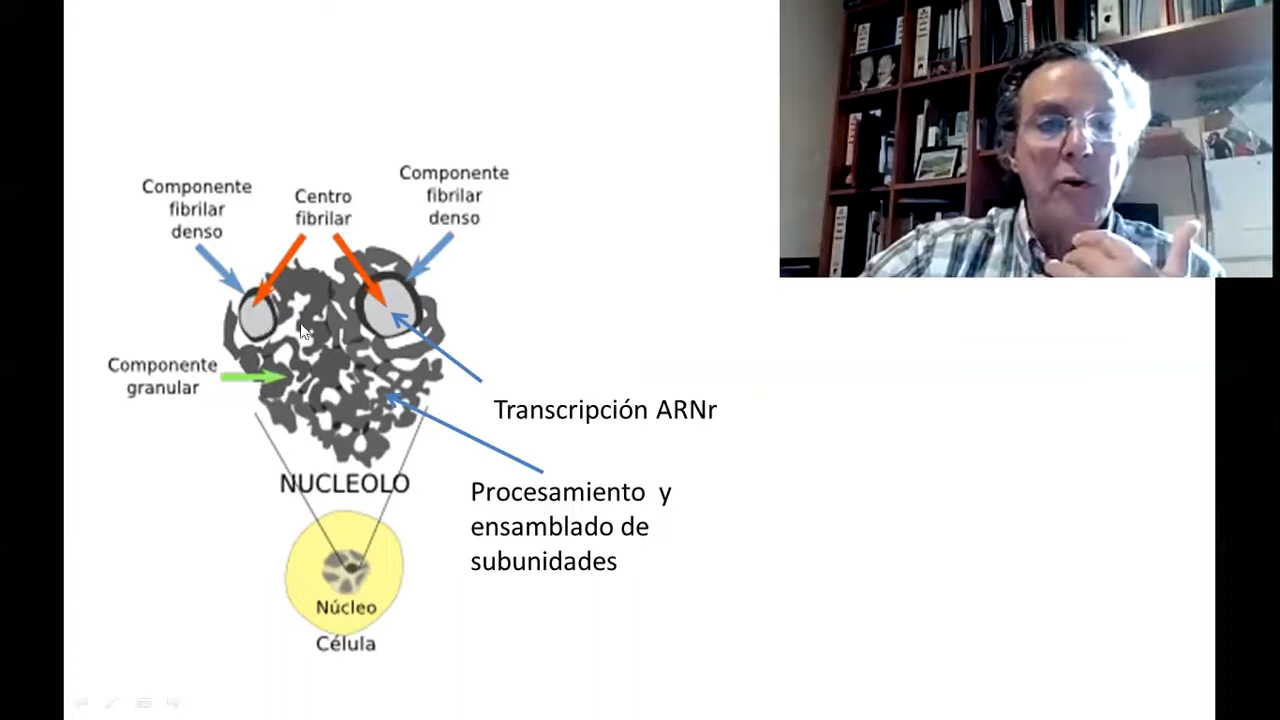 Componente
fibrilar
denso
Centro
fibrilar
Componente
fibrilar
denso
Componente
granular
Transcripción ARNr
NUCLEOLO
Procesamiento y
ensamblado de
subunidades
Núcleo
Célula